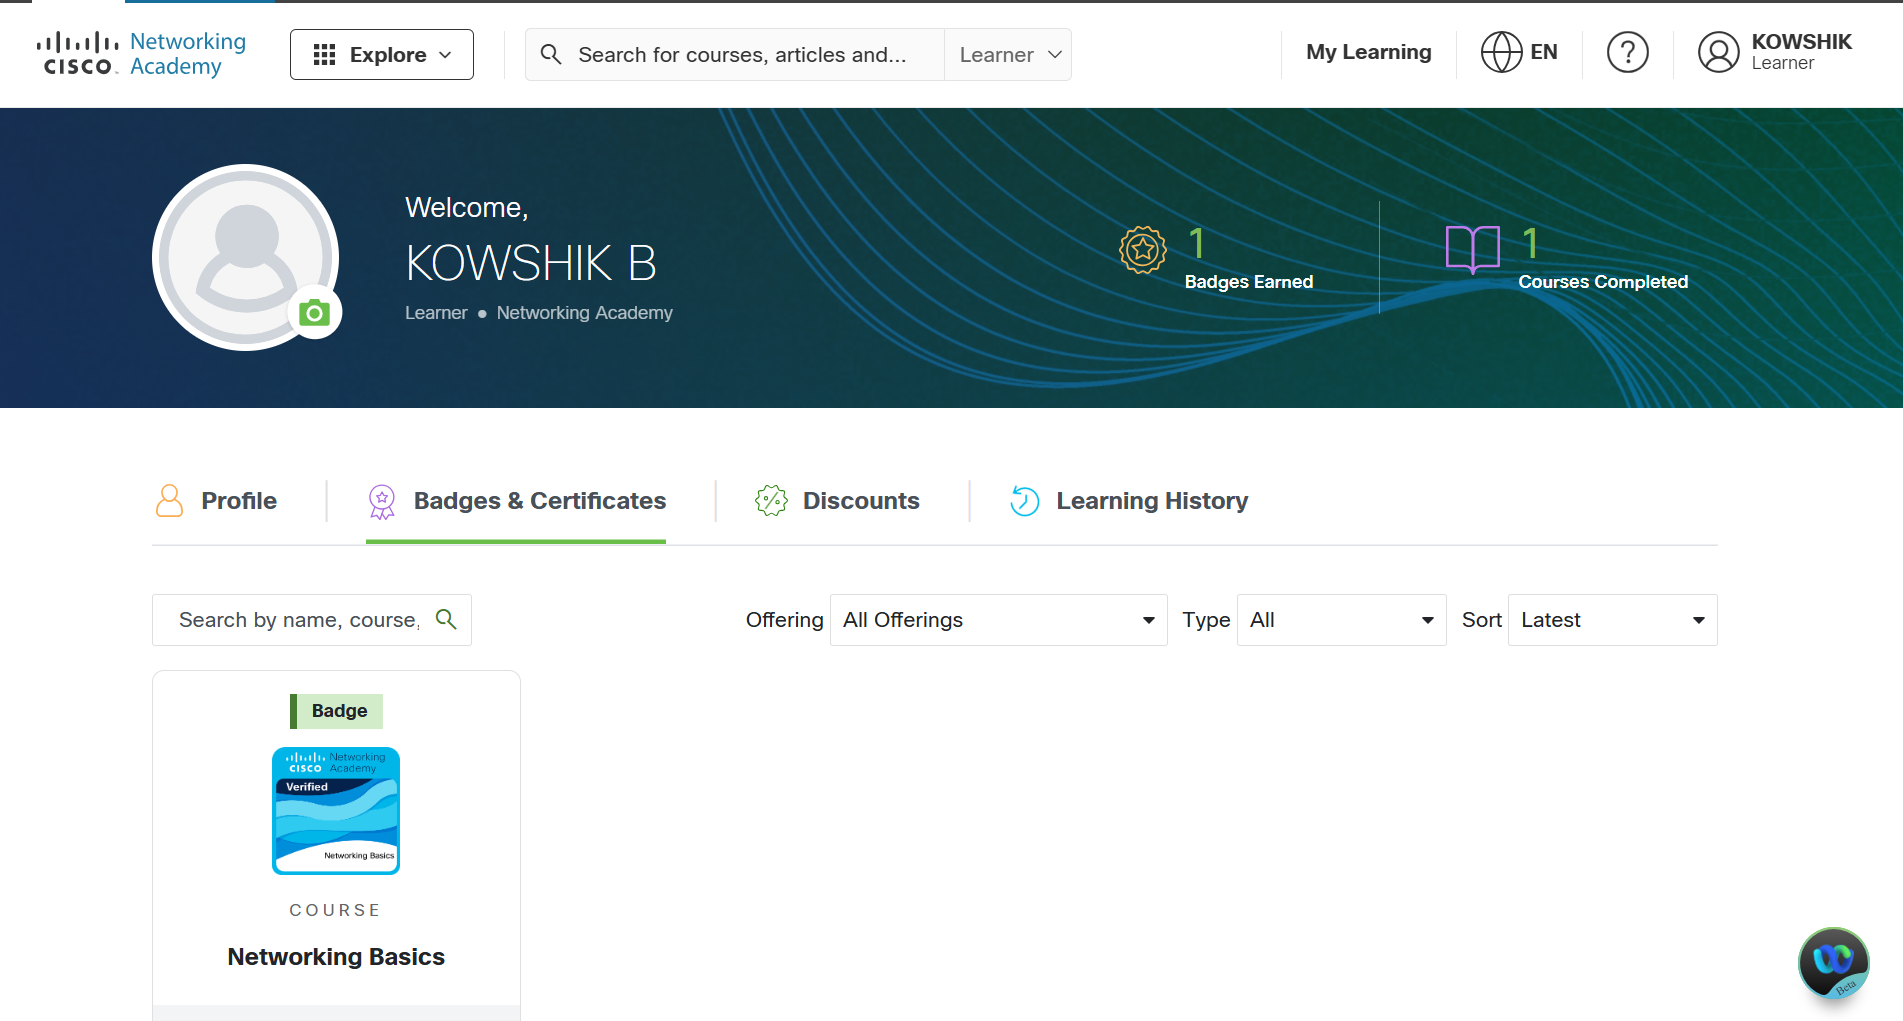 Networking
Academy
CISCO
Explore
Search for courses, articles and...
Learner
My Learning
EN
?
KOWSHIK
Learner
Welcome,
KOWSHIK B
Learner ● Networking Academy
1
Badges Earned
1
Courses Completed
Profile
Badges & Certificates
Discounts
Learning History
Search by name, course,
Offering
All Offerings
Type
All
Sort
Latest
Badge
Networking
CISCO Academy
Verified
Networking Basics
COURSE
Networking Basics
Beta